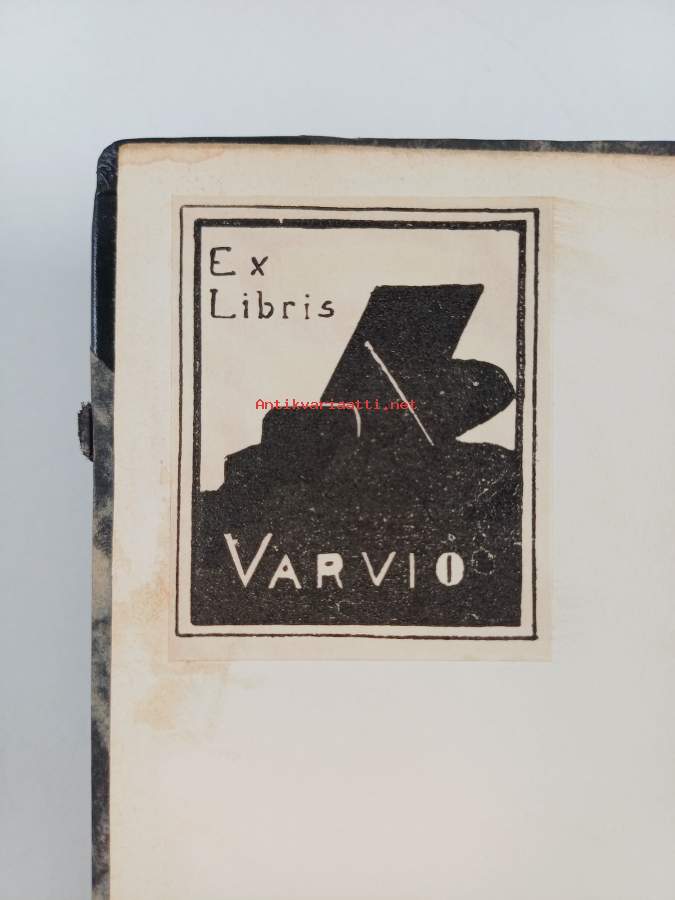 Ex
Libris
Antikvariaatti.net
VARVIO